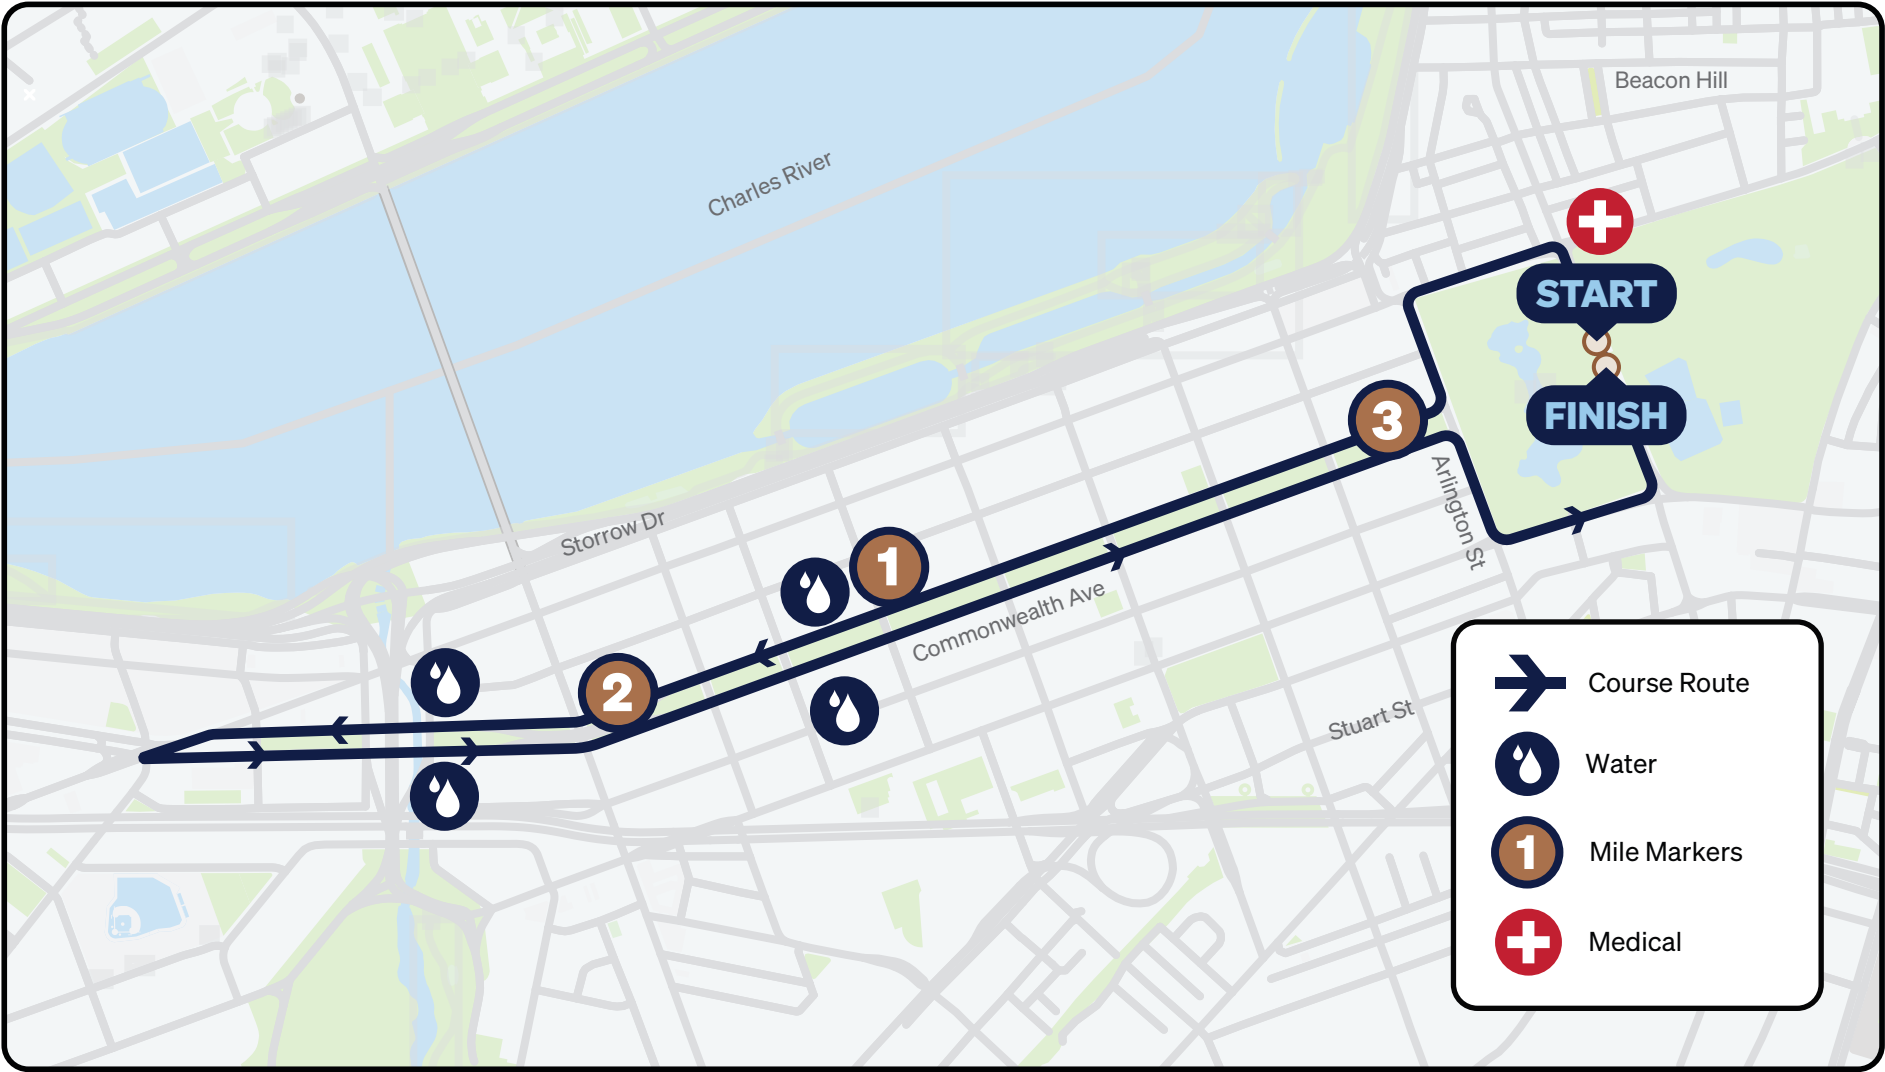 Beacon Hill
Charles River
START
FINISH
3
Arlington St
Storrow Dr
1
Commonwealth Ave
2
Stuart St
Course Route
Water
1
Mile Markers
Medical